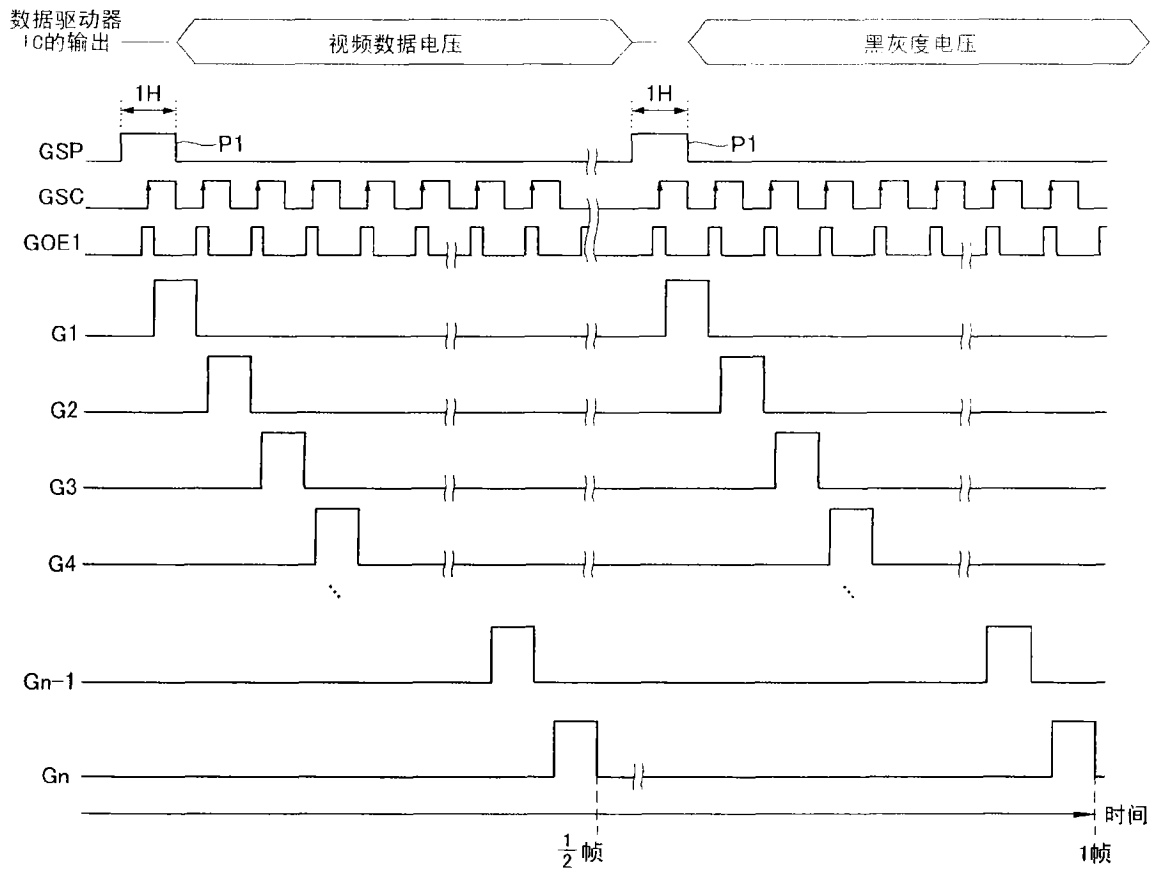 数据驱动器
IC的输出
视频数据电压
黑灰度电压
1H
1H
GSP
P1
P1
GSC
GOE1
G1
G2
G3
G4
Gn-1
Gn
时间
1/2 帧
1帧